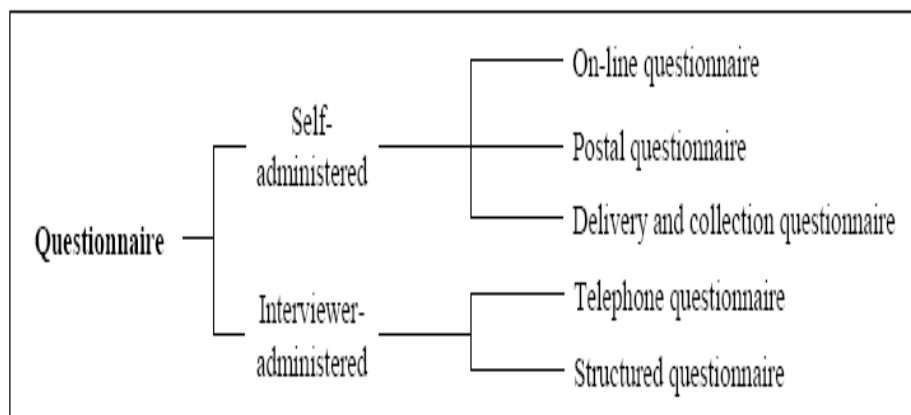 Questionnaire
Self-
administered
On-line questionnaire
Postal questionnaire
Delivery and collection questionnaire
Interviewer-
administered
Telephone questionnaire
Structured questionnaire